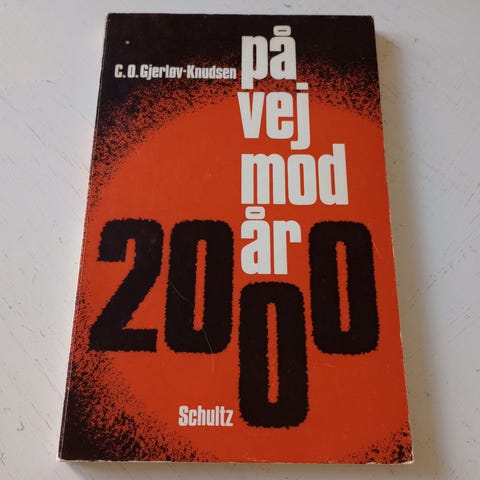 C. O. Gjerløv-Knudsen
på
vej
mod
år
2000
Schultz